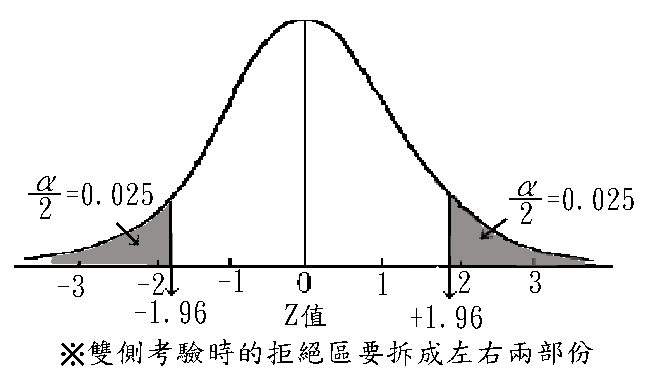 α/2=0.025
α/2=0.025
-3 -2 -1 0 1 2 3
-1.96 Z值 +1.96
※雙側考驗時的拒絕區要拆成左右兩部份